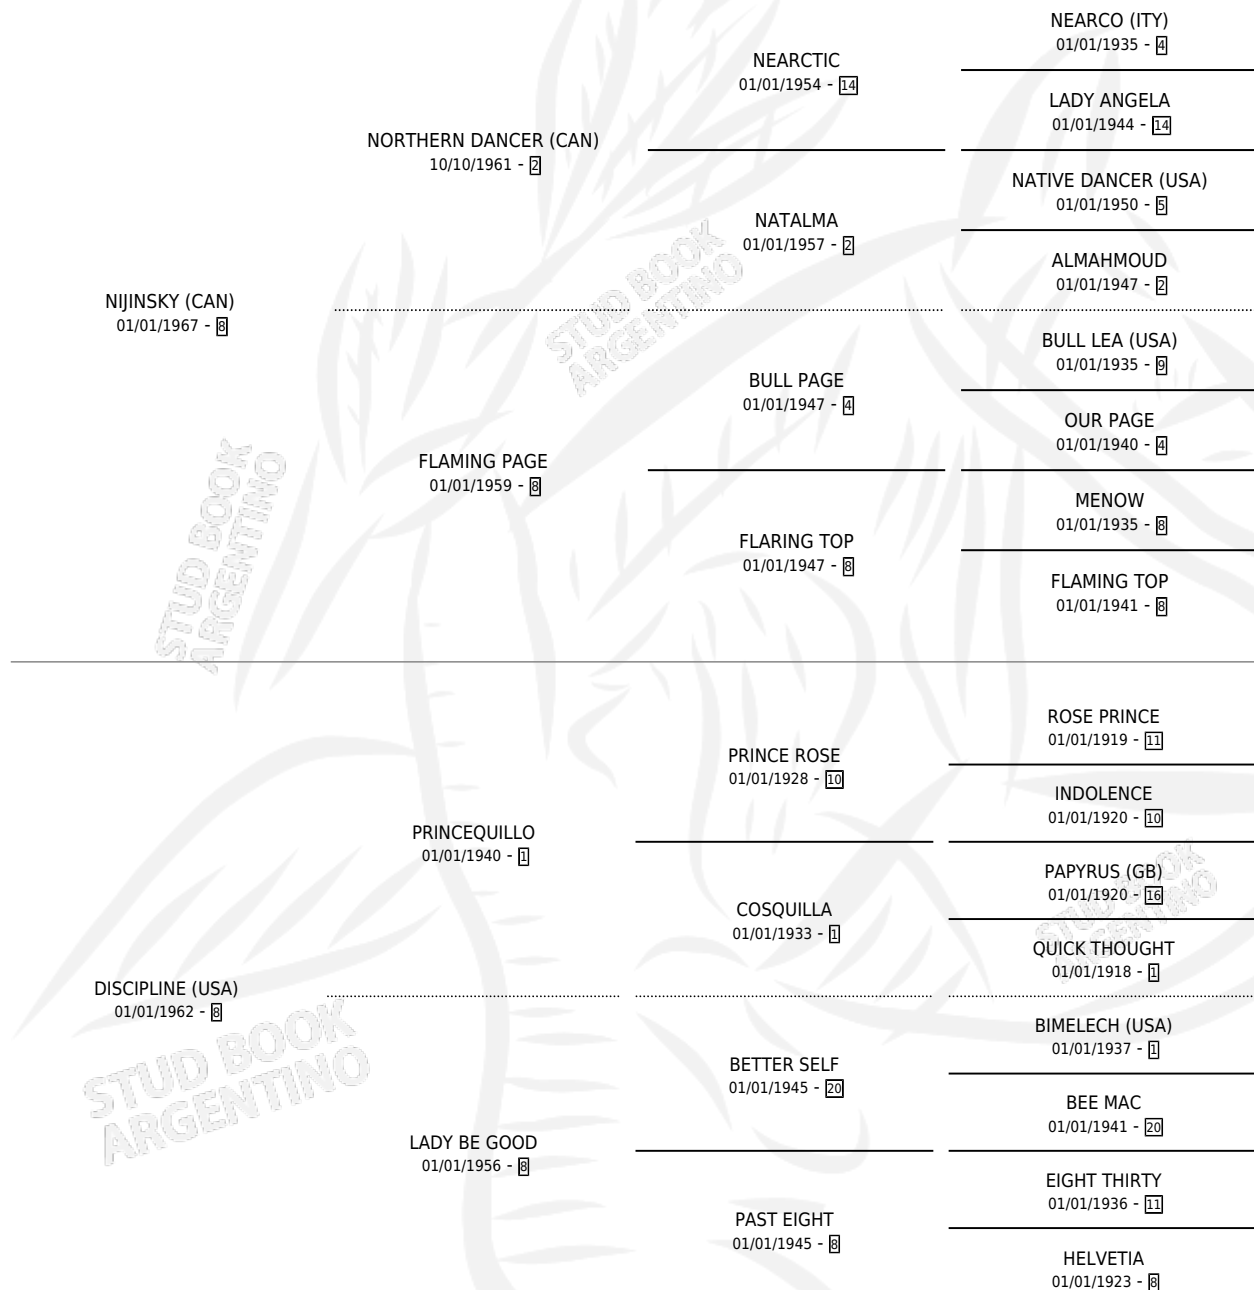 NEARCO (ITY)
01/01/1935 - 4
NEARCTIC
01/01/1954 - 14
LADY ANGELA
01/01/1944 - 14
NORTHERN DANCER (CAN)
10/10/1961 - 2
NATIVE DANCER (USA)
01/01/1950 - 5
NATALMA
01/01/1957 - 2
ALMAHMOUD
01/01/1947 - 2
NIJINSKY (CAN)
01/01/1967 - 8
BULL LEA (USA)
01/01/1935 - 9
BULL PAGE
01/01/1947 - 4
OUR PAGE
01/01/1940 - 4
FLAMING PAGE
01/01/1959 - 8
MENOW
01/01/1935 - 8
FLARING TOP
01/01/1947 - 8
FLAMING TOP
01/01/1941 - 8
STUD BOOK
ARGENTINO
STUD BOOK
ARGENTINO
ROSE PRINCE
01/01/1919 - 11
PRINCE ROSE
01/01/1928 - 10
INDOLENCE
01/01/1920 - 10
PRINCEQUILLO
01/01/1940 - 1
PAPYRUS (GB)
01/01/1920 - 16
COSQUILLA
01/01/1933 - 1
QUICK THOUGHT
01/01/1918 - 1
DISCIPLINE (USA)
01/01/1962 - 8
BIMELECH (USA)
01/01/1937 - 1
BETTER SELF
01/01/1945 - 20
BEE MAC
01/01/1941 - 20
LADY BE GOOD
01/01/1956 - 8
EIGHT THIRTY
01/01/1936 - 11
PAST EIGHT
01/01/1945 - 8
HELVETIA
01/01/1923 - 8
STUD BOOK
ARGENTINO
STUD BOOK
ARGENTINO